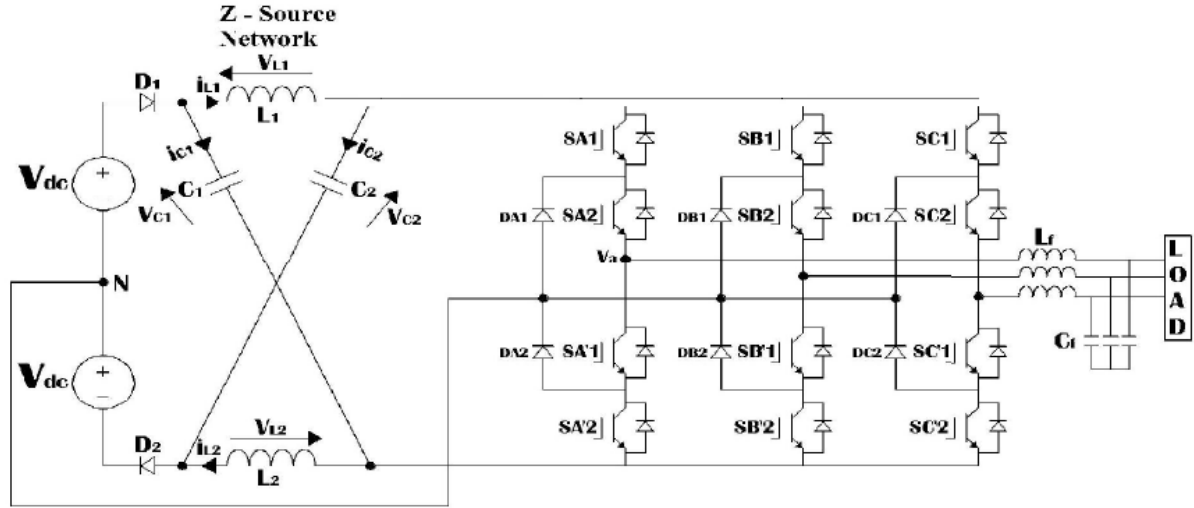 Z - Source
Network
VL1
D1
iL1
L1
iC1
iC2
Vdc
+
C1
C2
VC1
VC2
SA1
SB1
SC1
DA1
SA2
DB1
SB2
DC1
SC2
Va
Lf
L
O
A
D
N
DA2
SA'1
DB2
SB'1
DC2
SC'1
Cf
Vdc
+
−
SA'2
SB'2
SC'2
D2
iL2
VL2
L2